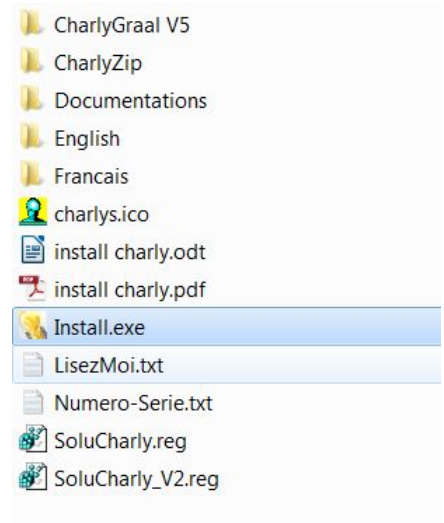 CharlyGraal V5
CharlyZip
Documentations
English
Francais
charlys.ico
install charly.odt
install charly.pdf
Install.exe
LisezMoi.txt
Numero-Serie.txt
SoluCharly.reg
SoluCharly_V2.reg